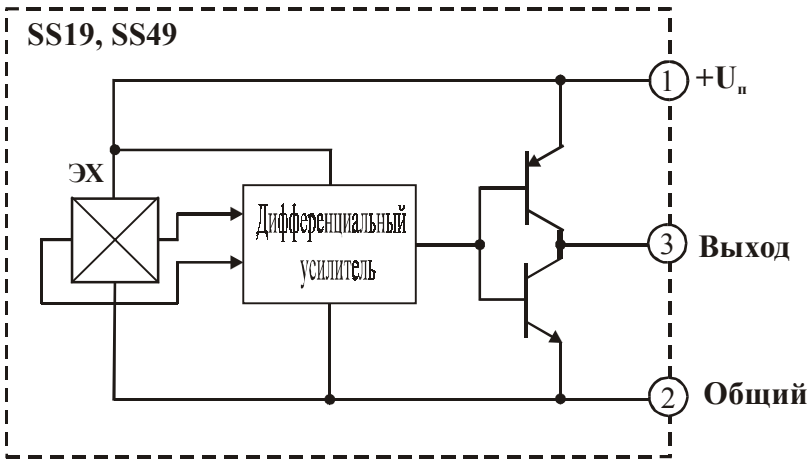 SS19, SS49
1 +Uп
ЭХ
Дифференциальный
усилитель
3 Выход
2 Общий